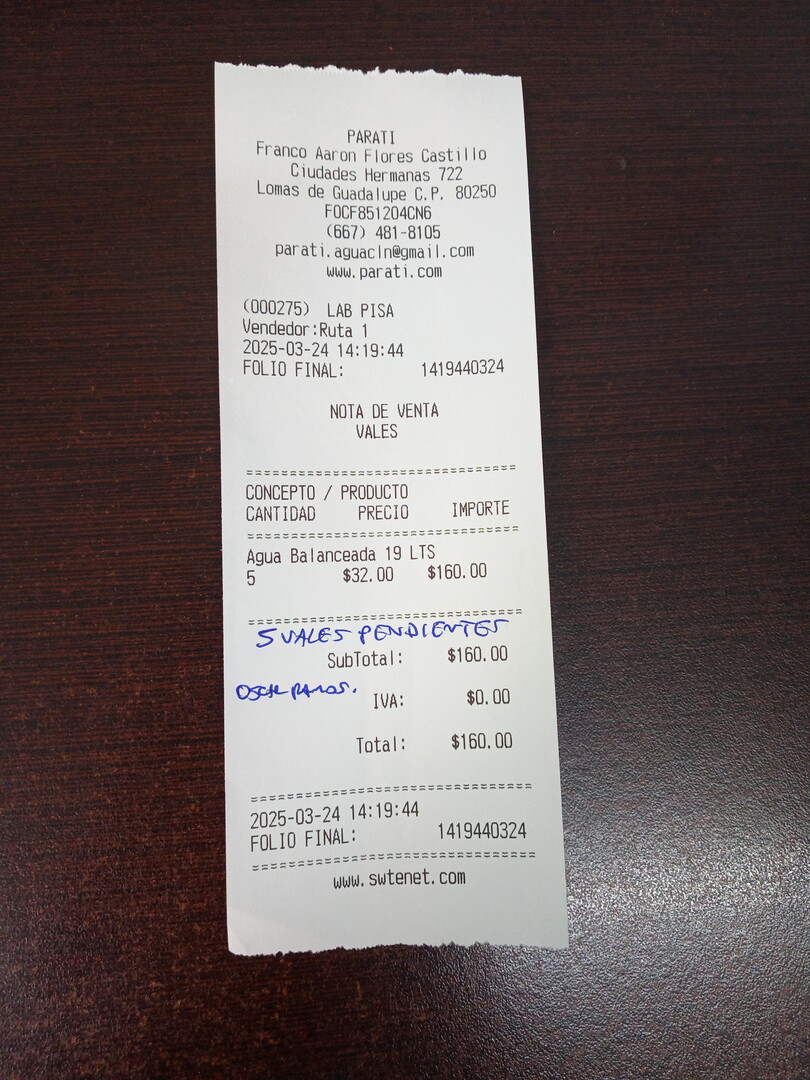 PARATI
Franco Aaron Flores Castillo
Ciudades Hermanas 722
Lomas de Guadalupe C.P. 80250
FOCF851204CN6
(667) 481-8105
parati.aguacln@gmail.com
www.parati.com
(000275) LAB PISA
Vendedor:Ruta 1
2025-03-24 14:19:44
FOLIO FINAL: 1419440324
NOTA DE VENTA
VALES
CONCEPTO / PRODUCTO
CANTIDAD PRECIO IMPORTE
Agua Balanceada 19 LTS
5 $32.00 $160.00
5 VALES PENDIENTES
SubTotal: $160.00
OSCAR RAMOS.
IVA: $0.00
Total: $160.00
2025-03-24 14:19:44
FOLIO FINAL: 1419440324
www.swtenet.com